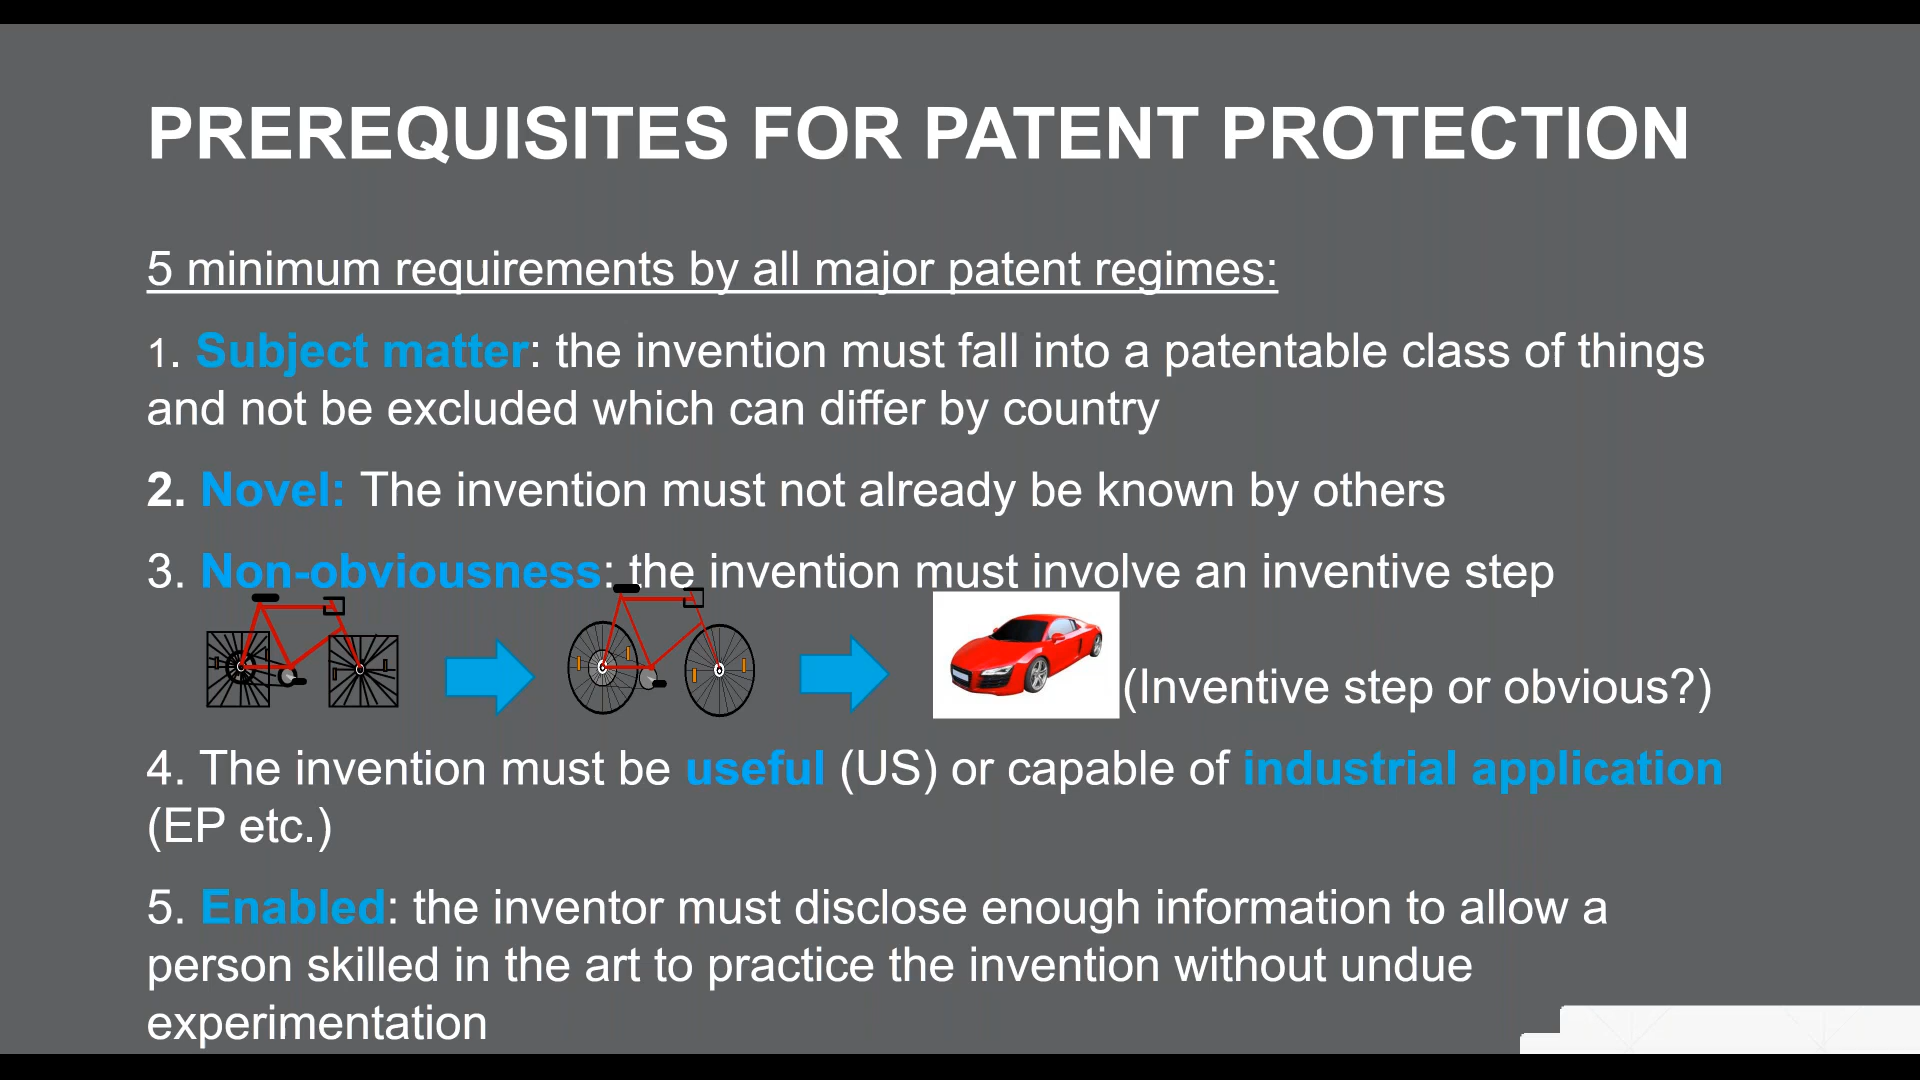 PREREQUISITES FOR PATENT PROTECTION
5 minimum requirements by all major patent regimes:
1. Subject matter: the invention must fall into a patentable class of things
and not be excluded which can differ by country
2. Novel: The invention must not already be known by others
3. Non-obviousness: the invention must involve an inventive step
(Inventive step or obvious?)
4. The invention must be useful (US) or capable of industrial application
(EP etc.)
5. Enabled: the inventor must disclose enough information to allow a
person skilled in the art to practice the invention without undue
experimentation